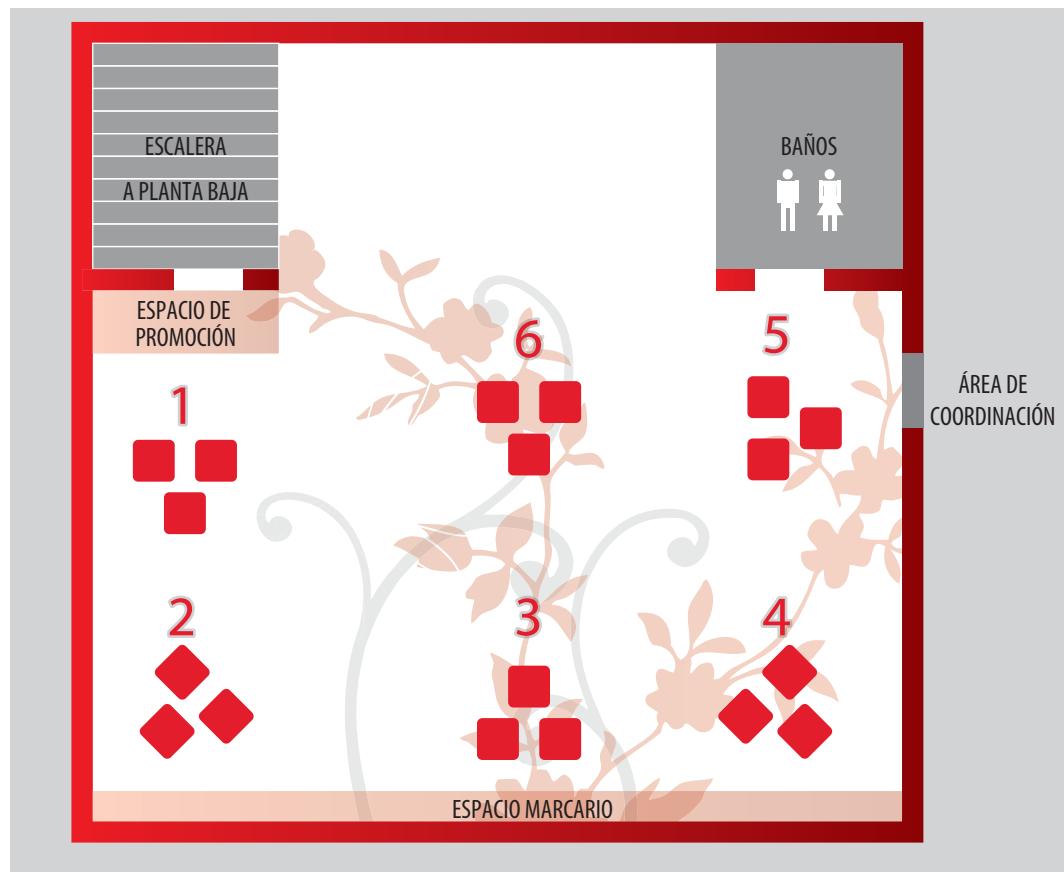 ESCALERA
A PLANTA BAJA
BAÑOS
ESPACIO DE
PROMOCIÓN
6
5
ÁREA DE
COORDINACIÓN
1
2
3
4
ESPACIO MARCARIO